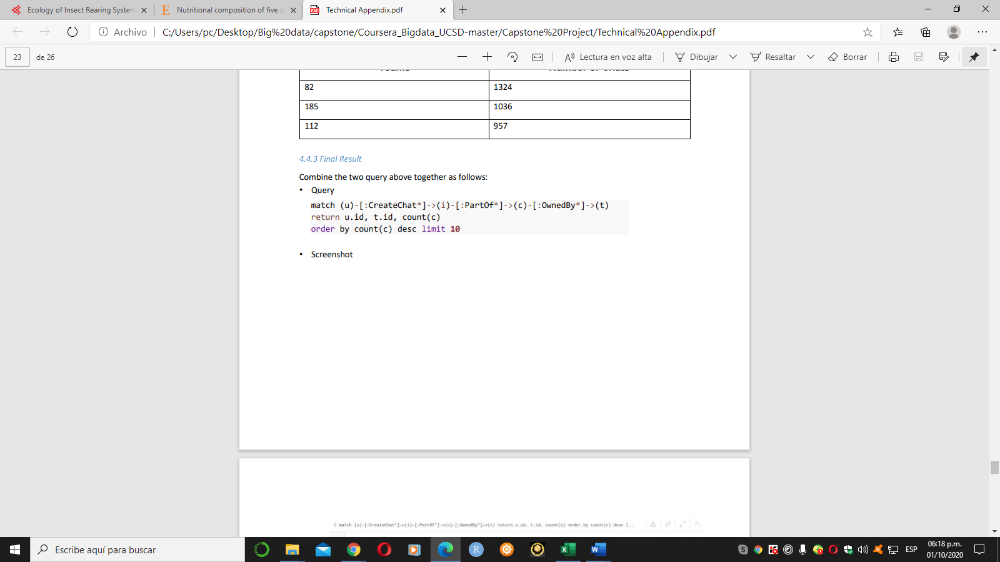 Ecology of Insect Rearing System
Nutritional composition of five c
Technical Appendix.pdf
Archivo
C:/Users/pc/Desktop/Big%20data/capstone/Coursera_Bigdata_UCSD-master/Capstone%20Project/Technical%20Appendix.pdf
23 de 26
Lectura en voz alta
Dibujar
Resaltar
Borrar
82 1324
185 1036
112 957
4.4.3 Final Result
Combine the two query above together as follows:
• Query
match (u)-[:CreateChat*]->(i)-[:PartOf*]->(c)-[:OwnedBy*]->(t)
return u.id, t.id, count(c)
order by count(c) desc limit 10
• Screenshot
$ match (u)-[:CreateChat*]->(i)-[:PartOf*]->(c)-[:OwnedBy*]->(t) return u.id, t.id, count(c) order by count(c) desc l...
Escribe aquí para buscar
ESP
06:18 p.m.
01/10/2020